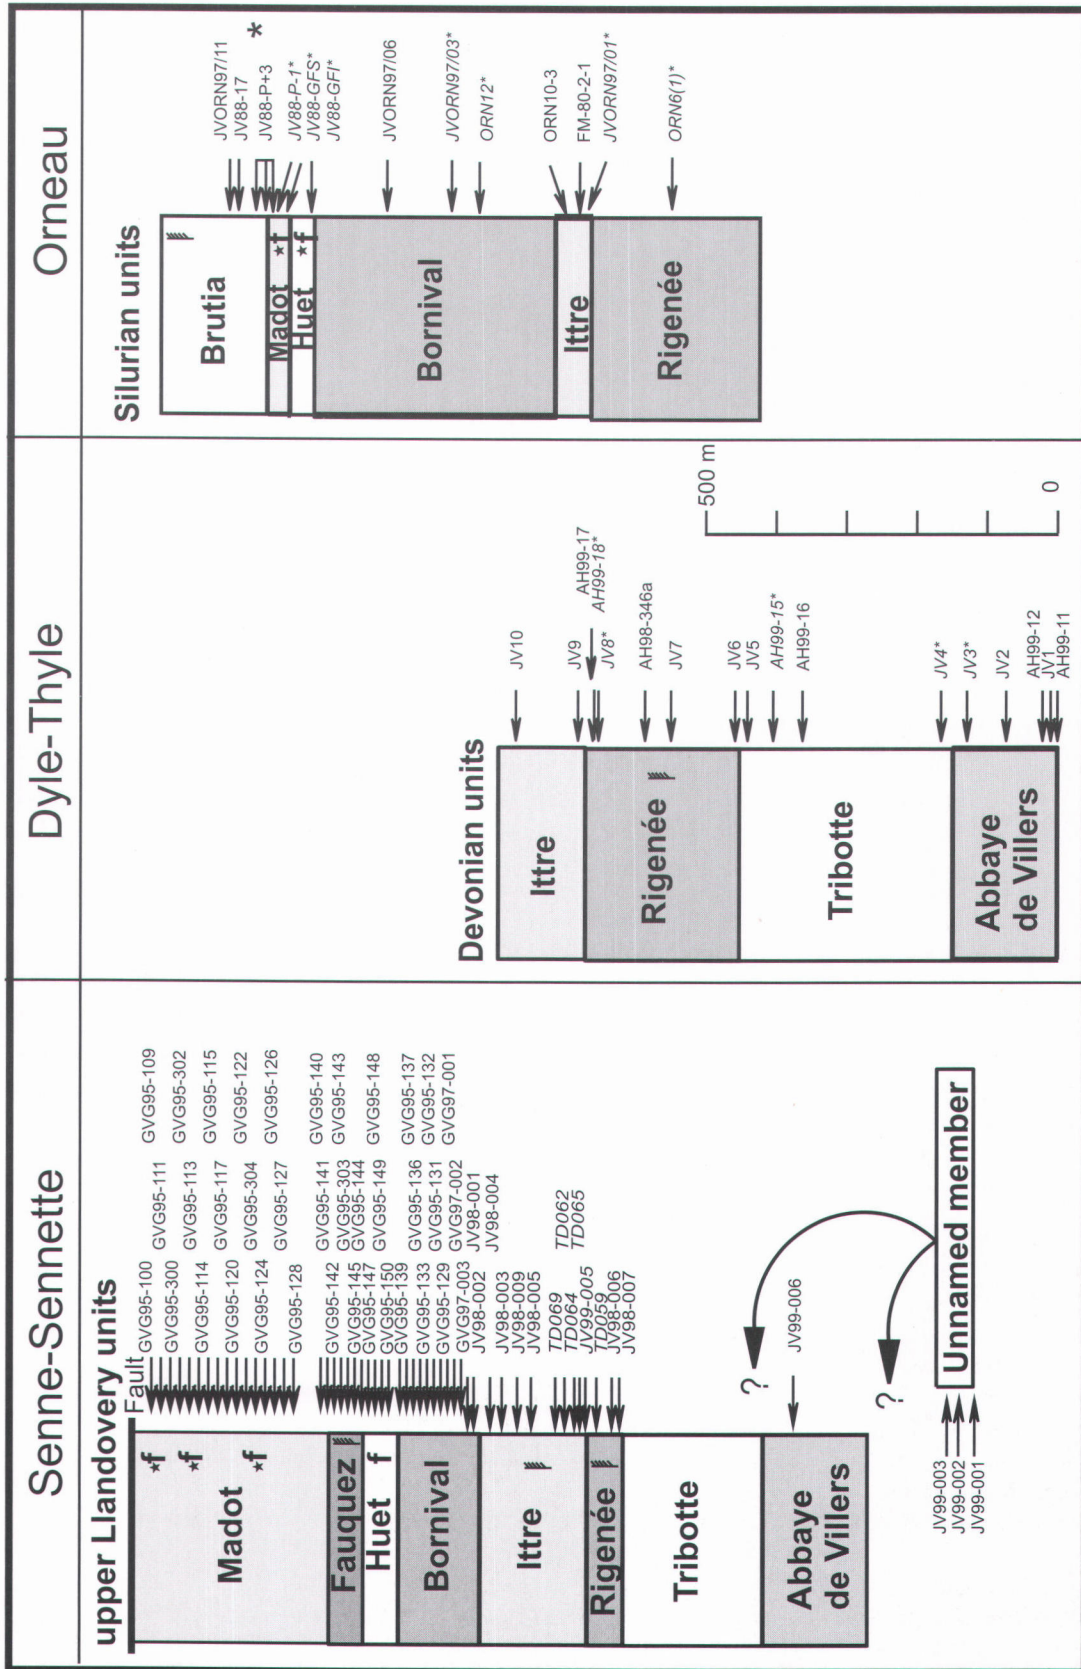 Senne-Sennette
Dyle-Thyle
Orneau
upper Llandovery units
Fault
Madot
*f
*f
*f
Fauquez
Huet
f
Bornival
Ittre
Rigenée
Tribotte
Abbaye
de Villers
GVG95-100
GVG95-111
GVG95-109
GVG95-300
GVG95-113
GVG95-302
GVG95-114
GVG95-117
GVG95-115
GVG95-120
GVG95-304
GVG95-122
GVG95-124
GVG95-127
GVG95-126
GVG95-128
GVG95-141
GVG95-140
GVG95-142
GVG95-303
GVG95-143
GVG95-145
GVG95-144
GVG95-147
GVG95-149
GVG95-148
GVG95-150
GVG95-139
GVG95-136
GVG95-137
GVG95-133
GVG95-131
GVG95-132
GVG95-129
GVG97-002
GVG97-001
GVG97-003
JV98-001
JV98-002
JV98-004
JV98-003
JV98-009
JV98-005
TD069
TD062
TD064
TD065
JV99-005
TD059
JV98-006
JV98-007
JV99-006
?
?
Unnamed member
JV99-003
JV99-002
JV99-001
Devonian units
Ittre
Rigenée
Tribotte
Abbaye
de Villers
JV10
JV9
AH99-17
AH99-18*
JV8*
AH98-346a
JV7
JV6
JV5
AH99-15*
AH99-16
JV4*
JV3*
JV2
AH99-12
JV1
AH99-11
500 m
0
Silurian units
Brutia
Madot *f
Huet *f
Bornival
Ittre
Rigenée
JVORN97/11
JV88-17
JV88-P+3
*
JV88-P-1*
JV88-GFS*
JV88-GFI*
JVORN97/06
JVORN97/03*
ORN12*
ORN10-3
FM-80-2-1
JVORN97/01*
ORN6(1)*